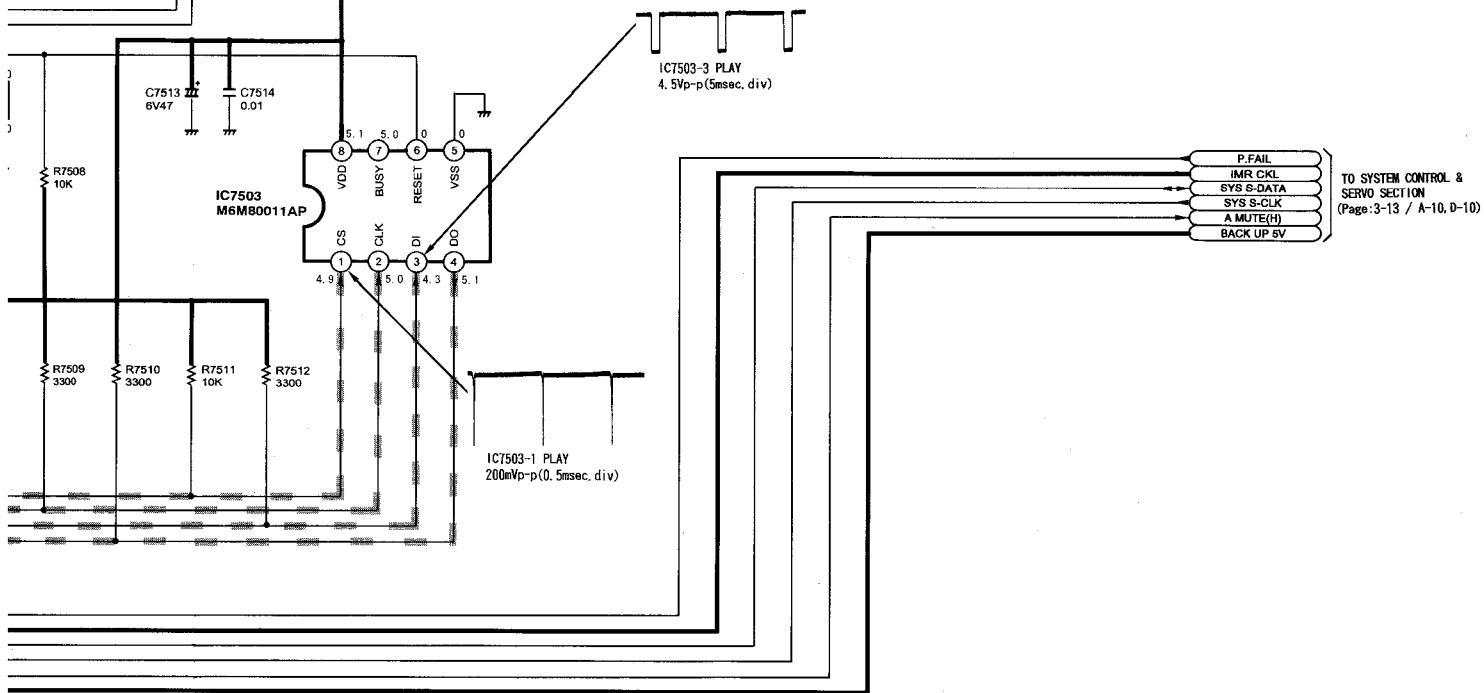 IC7503-3 PLAY
4.5Vp-p(5msec.div)
C7513
6V47
+
C7514
0.01
5.1
5.0
0
0
8
7
6
5
VDD
BUSY
RESET
VSS
R7508
10K
IC7503
M6M80011AP
CS
CLK
DI
DO
1
2
3
4
4.9
5.0
4.3
5.1
P.FAIL
IMR CKL
SYS S-DATA
SYS S-CLK
A MUTE(H)
BACK UP 5V
TO SYSTEM CONTROL &
SERVO SECTION
(Page:3-13 / A-10,D-10)
R7509
3300
R7510
3300
R7511
10K
R7512
3300
IC7503-1 PLAY
200mVp-p(0.5msec.div)